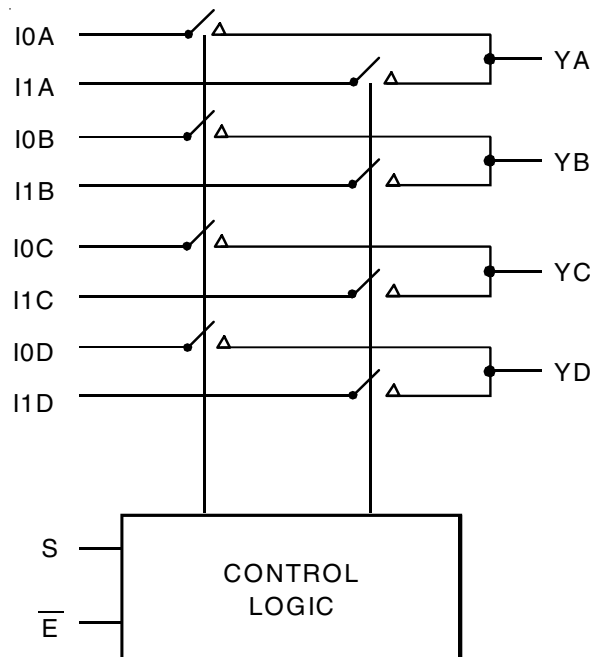 I0A
YA
I1A
I0B
YB
I1B
I0C
YC
I1C
I0D
YD
I1D
S
CONTROL
LOGIC
E̅